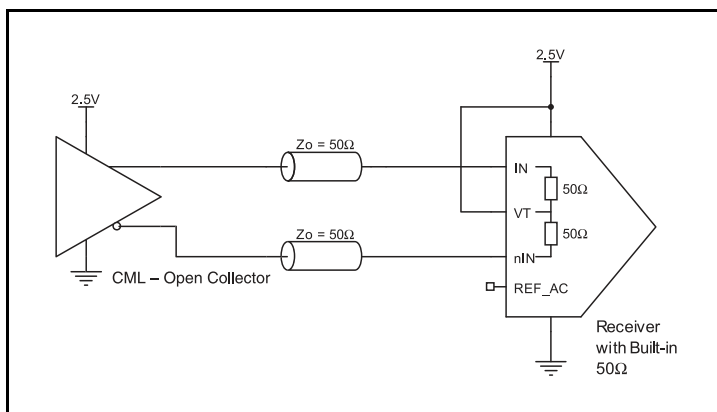 2.5V
2.5V
Zo = 50Ω
IN
50Ω
VT
50Ω
Zo = 50Ω
nIN
CML – Open Collector
REF_AC
Receiver
with Built-in
50Ω